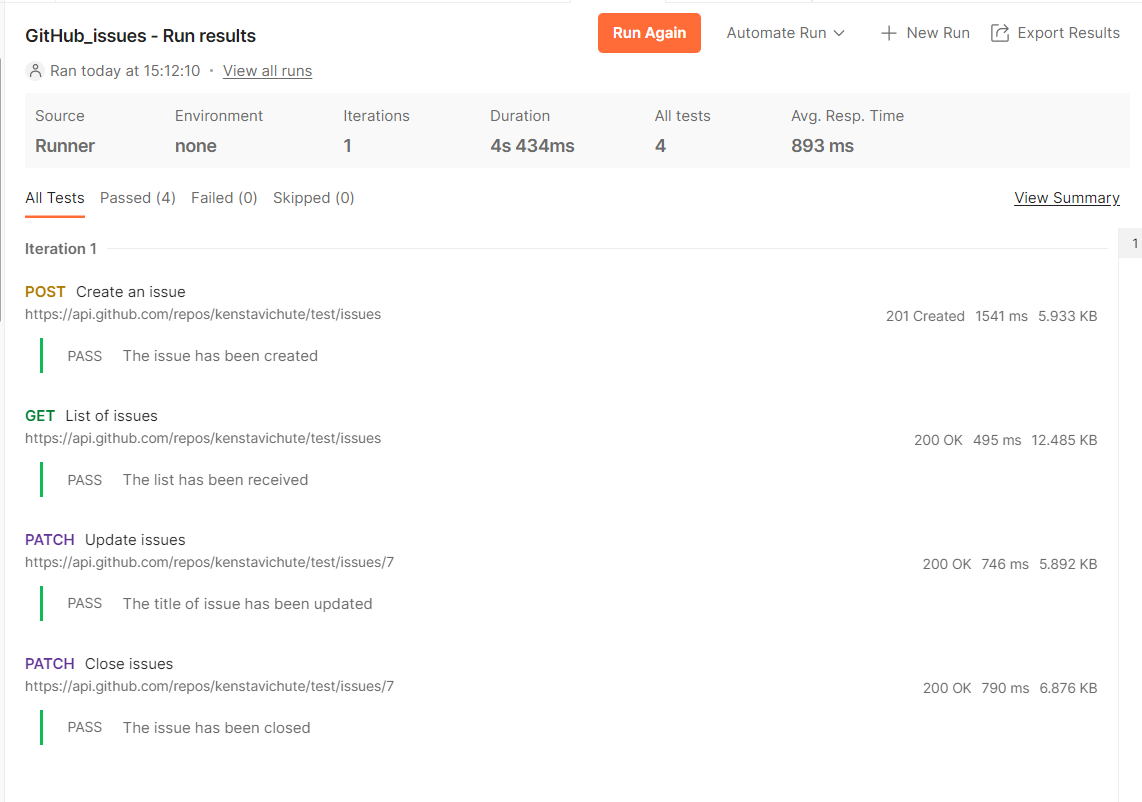 GitHub_issues - Run results
Run Again
Automate Run
New Run
Export Results
Ran today at 15:12:10 · View all runs
Source Environment Iterations Duration All tests Avg. Resp. Time
Runner none 1 4s 434ms 4 893 ms
All Tests Passed (4) Failed (0) Skipped (0) View Summary
Iteration 1
1
POST Create an issue
https://api.github.com/repos/kenstavichute/test/issues 201 Created 1541 ms 5.933 KB
PASS The issue has been created
GET List of issues
https://api.github.com/repos/kenstavichute/test/issues 200 OK 495 ms 12.485 KB
PASS The list has been received
PATCH Update issues
https://api.github.com/repos/kenstavichute/test/issues/7 200 OK 746 ms 5.892 KB
PASS The title of issue has been updated
PATCH Close issues
https://api.github.com/repos/kenstavichute/test/issues/7 200 OK 790 ms 6.876 KB
PASS The issue has been closed